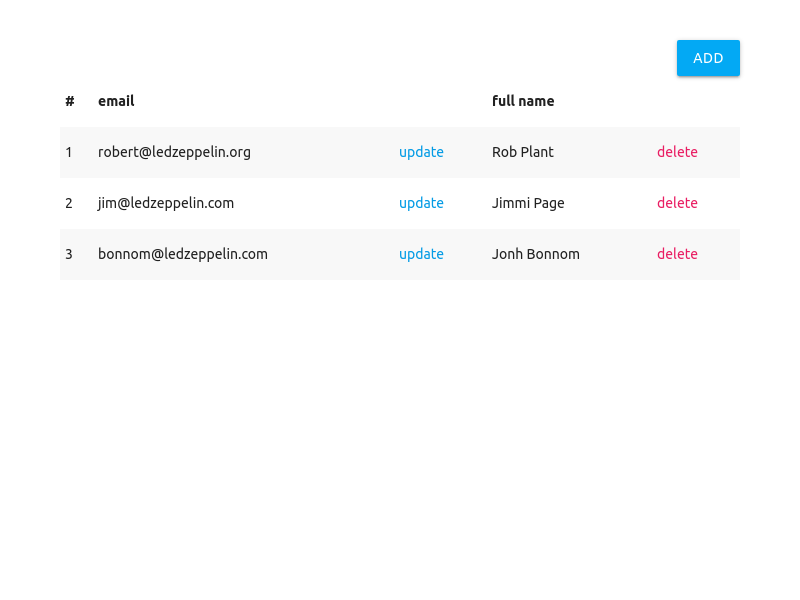 ADD
# email full name
1 robert@ledzeppelin.org update Rob Plant delete
2 jim@ledzeppelin.com update Jimmi Page delete
3 bonnom@ledzeppelin.com update Jonh Bonnom delete